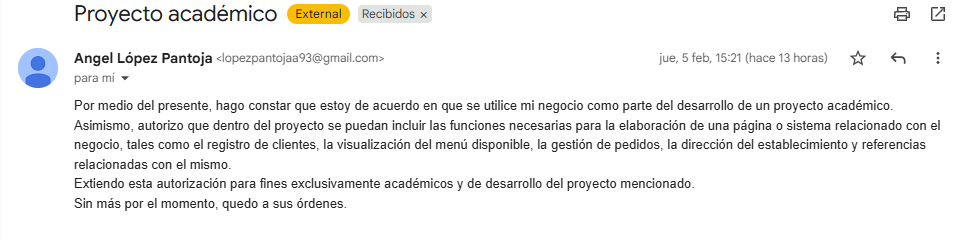 Proyecto académico External Recibidos ×
Angel López Pantoja <lopezpantojaa93@gmail.com> jue, 5 feb, 15:21 (hace 13 horas)
para mí
Por medio del presente, hago constar que estoy de acuerdo en que se utilice mi negocio como parte del desarrollo de un proyecto académico.
Asimismo, autorizo que dentro del proyecto se puedan incluir las funciones necesarias para la elaboración de una página o sistema relacionado con el
negocio, tales como el registro de clientes, la visualización del menú disponible, la gestión de pedidos, la dirección del establecimiento y referencias
relacionadas con el mismo.
Extiendo esta autorización para fines exclusivamente académicos y de desarrollo del proyecto mencionado.
Sin más por el momento, quedo a sus órdenes.